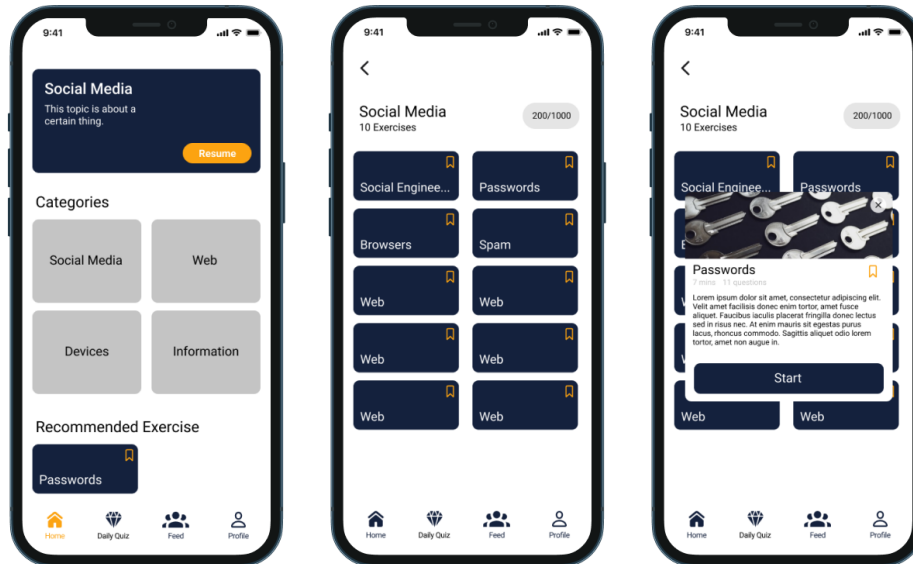 9:41
Social Media
This topic is about a
certain thing.
Resume
Categories
Social Media
Web
Devices
Information
Recommended Exercise
Passwords
Home
Daily Quiz
Feed
Profile
9:41
Social Media
10 Exercises
200/1000
Social Enginee...
Passwords
Browsers
Spam
Web
Web
Web
Web
Web
Web
Home
Daily Quiz
Feed
Profile
9:41
Social Media
10 Exercises
200/1000
Social Enginee...
Passwords
Passwords
7 mins 11 questions
Lorem ipsum dolor sit amet, consectetur adipiscing elit.
Velit amet facilisis donec enim tortor, amet fusce
aliquet. Faucibus iaculis placerat fringilla donec lectus
sed in risus nec. At enim mauris sit egestas purus
lacus, rhoncus commodo. Sagittis aliquet odio lorem
tortor, amet non augue in.
Start
Web
Web
Home
Daily Quiz
Feed
Profile